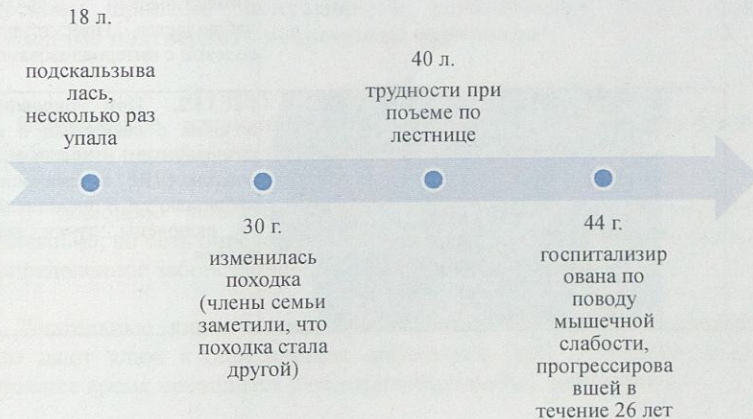 18 л.
подскальзыва
лась,
несколько раз
упала
30 г.
изменилась
походка
(члены семьи
заметили, что
походка стала
другой)
40 л.
трудности при
поъеме по
лестнице
44 г.
госпитализир
ована по
поводу
мышечной
слабости,
прогрессирова
вшей в
течение 26 лет